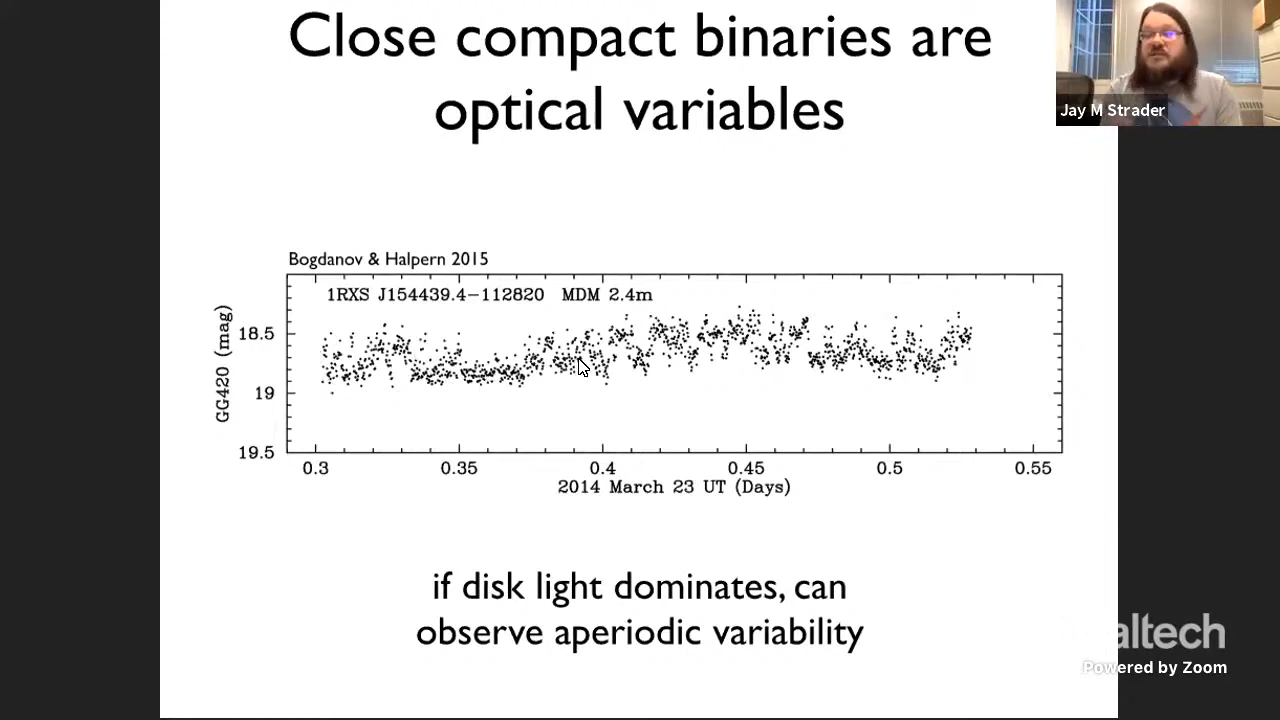 Close compact binaries are
optical variables
Jay M Strader
Bogdanov & Halpern 2015
1RXS J154439.4−112820 MDM 2.4m
GG420 (mag)
18.5
19
19.5
0.3 0.35 0.4 0.45 0.5 0.55
2014 March 23 UT (Days)
if disk light dominates, can
observe aperiodic variability
altech
Powered by Zoom